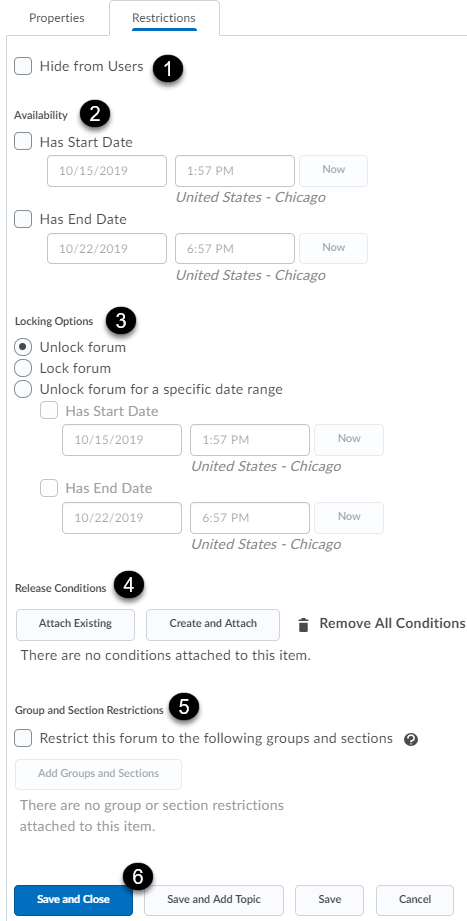 Properties Restrictions
Hide from Users 1
Availability 2
Has Start Date
10/15/2019 1:57 PM Now
United States - Chicago
Has End Date
10/22/2019 6:57 PM Now
United States - Chicago
Locking Options 3
Unlock forum
Lock forum
Unlock forum for a specific date range
Has Start Date
10/15/2019 1:57 PM Now
United States - Chicago
Has End Date
10/22/2019 6:57 PM Now
United States - Chicago
Release Conditions 4
Attach Existing Create and Attach Remove All Conditions
There are no conditions attached to this item.
Group and Section Restrictions 5
Restrict this forum to the following groups and sections ?
Add Groups and Sections
There are no group or section restrictions
attached to this item.
6
Save and Close Save and Add Topic Save Cancel